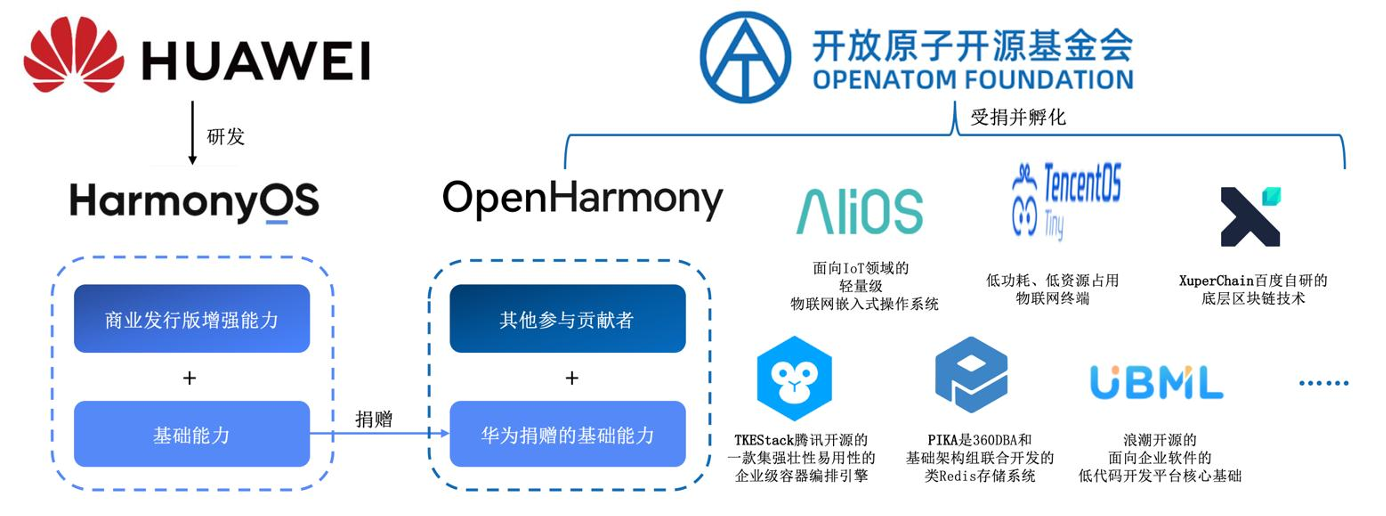 HUAWEI
开放原子开源基金会
OPENATOM FOUNDATION
研发
受捐并孵化
HarmonyOS
OpenHarmony
AliOS
TencentOS
Tiny
面向IoT领域的
轻量级
物联网嵌入式操作系统
低功耗、低资源占用
物联网终端
XuperChain百度自研的
底层区块链技术
商业发行版增强能力
+
基础能力
捐赠
其他参与贡献者
+
华为捐赠的基础能力
TKEStack腾讯开源的
一款集强壮性易用性的
企业级容器编排引擎
PIKA是360DBA和
基础架构组联合开发的
类Redis存储系统
UBML
浪潮开源的
面向企业软件的
低代码开发平台核心基础
……